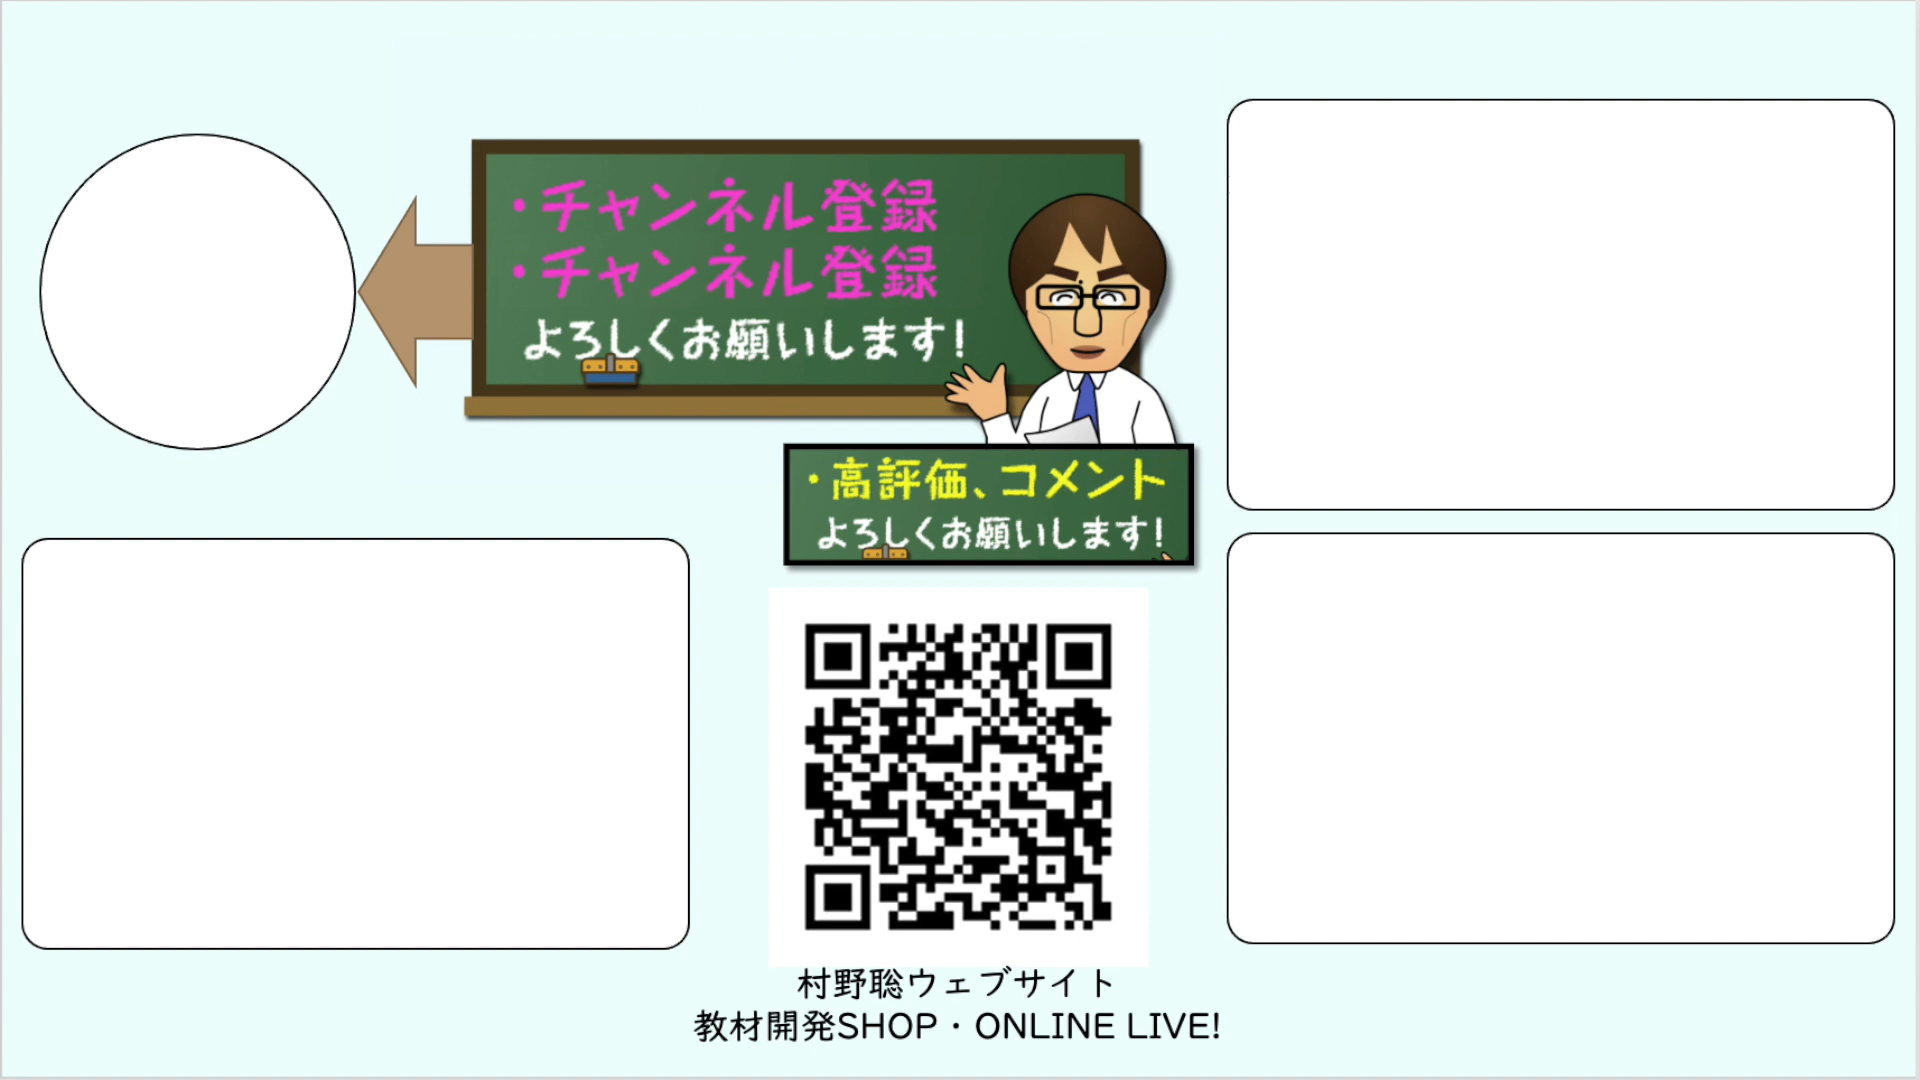 ・チャンネル登録
・チャンネル登録
よろしくお願いします!
・高評価、コメント
よろしくお願いします!
村野聡ウェブサイト
教材開発SHOP・ONLINE LIVE!